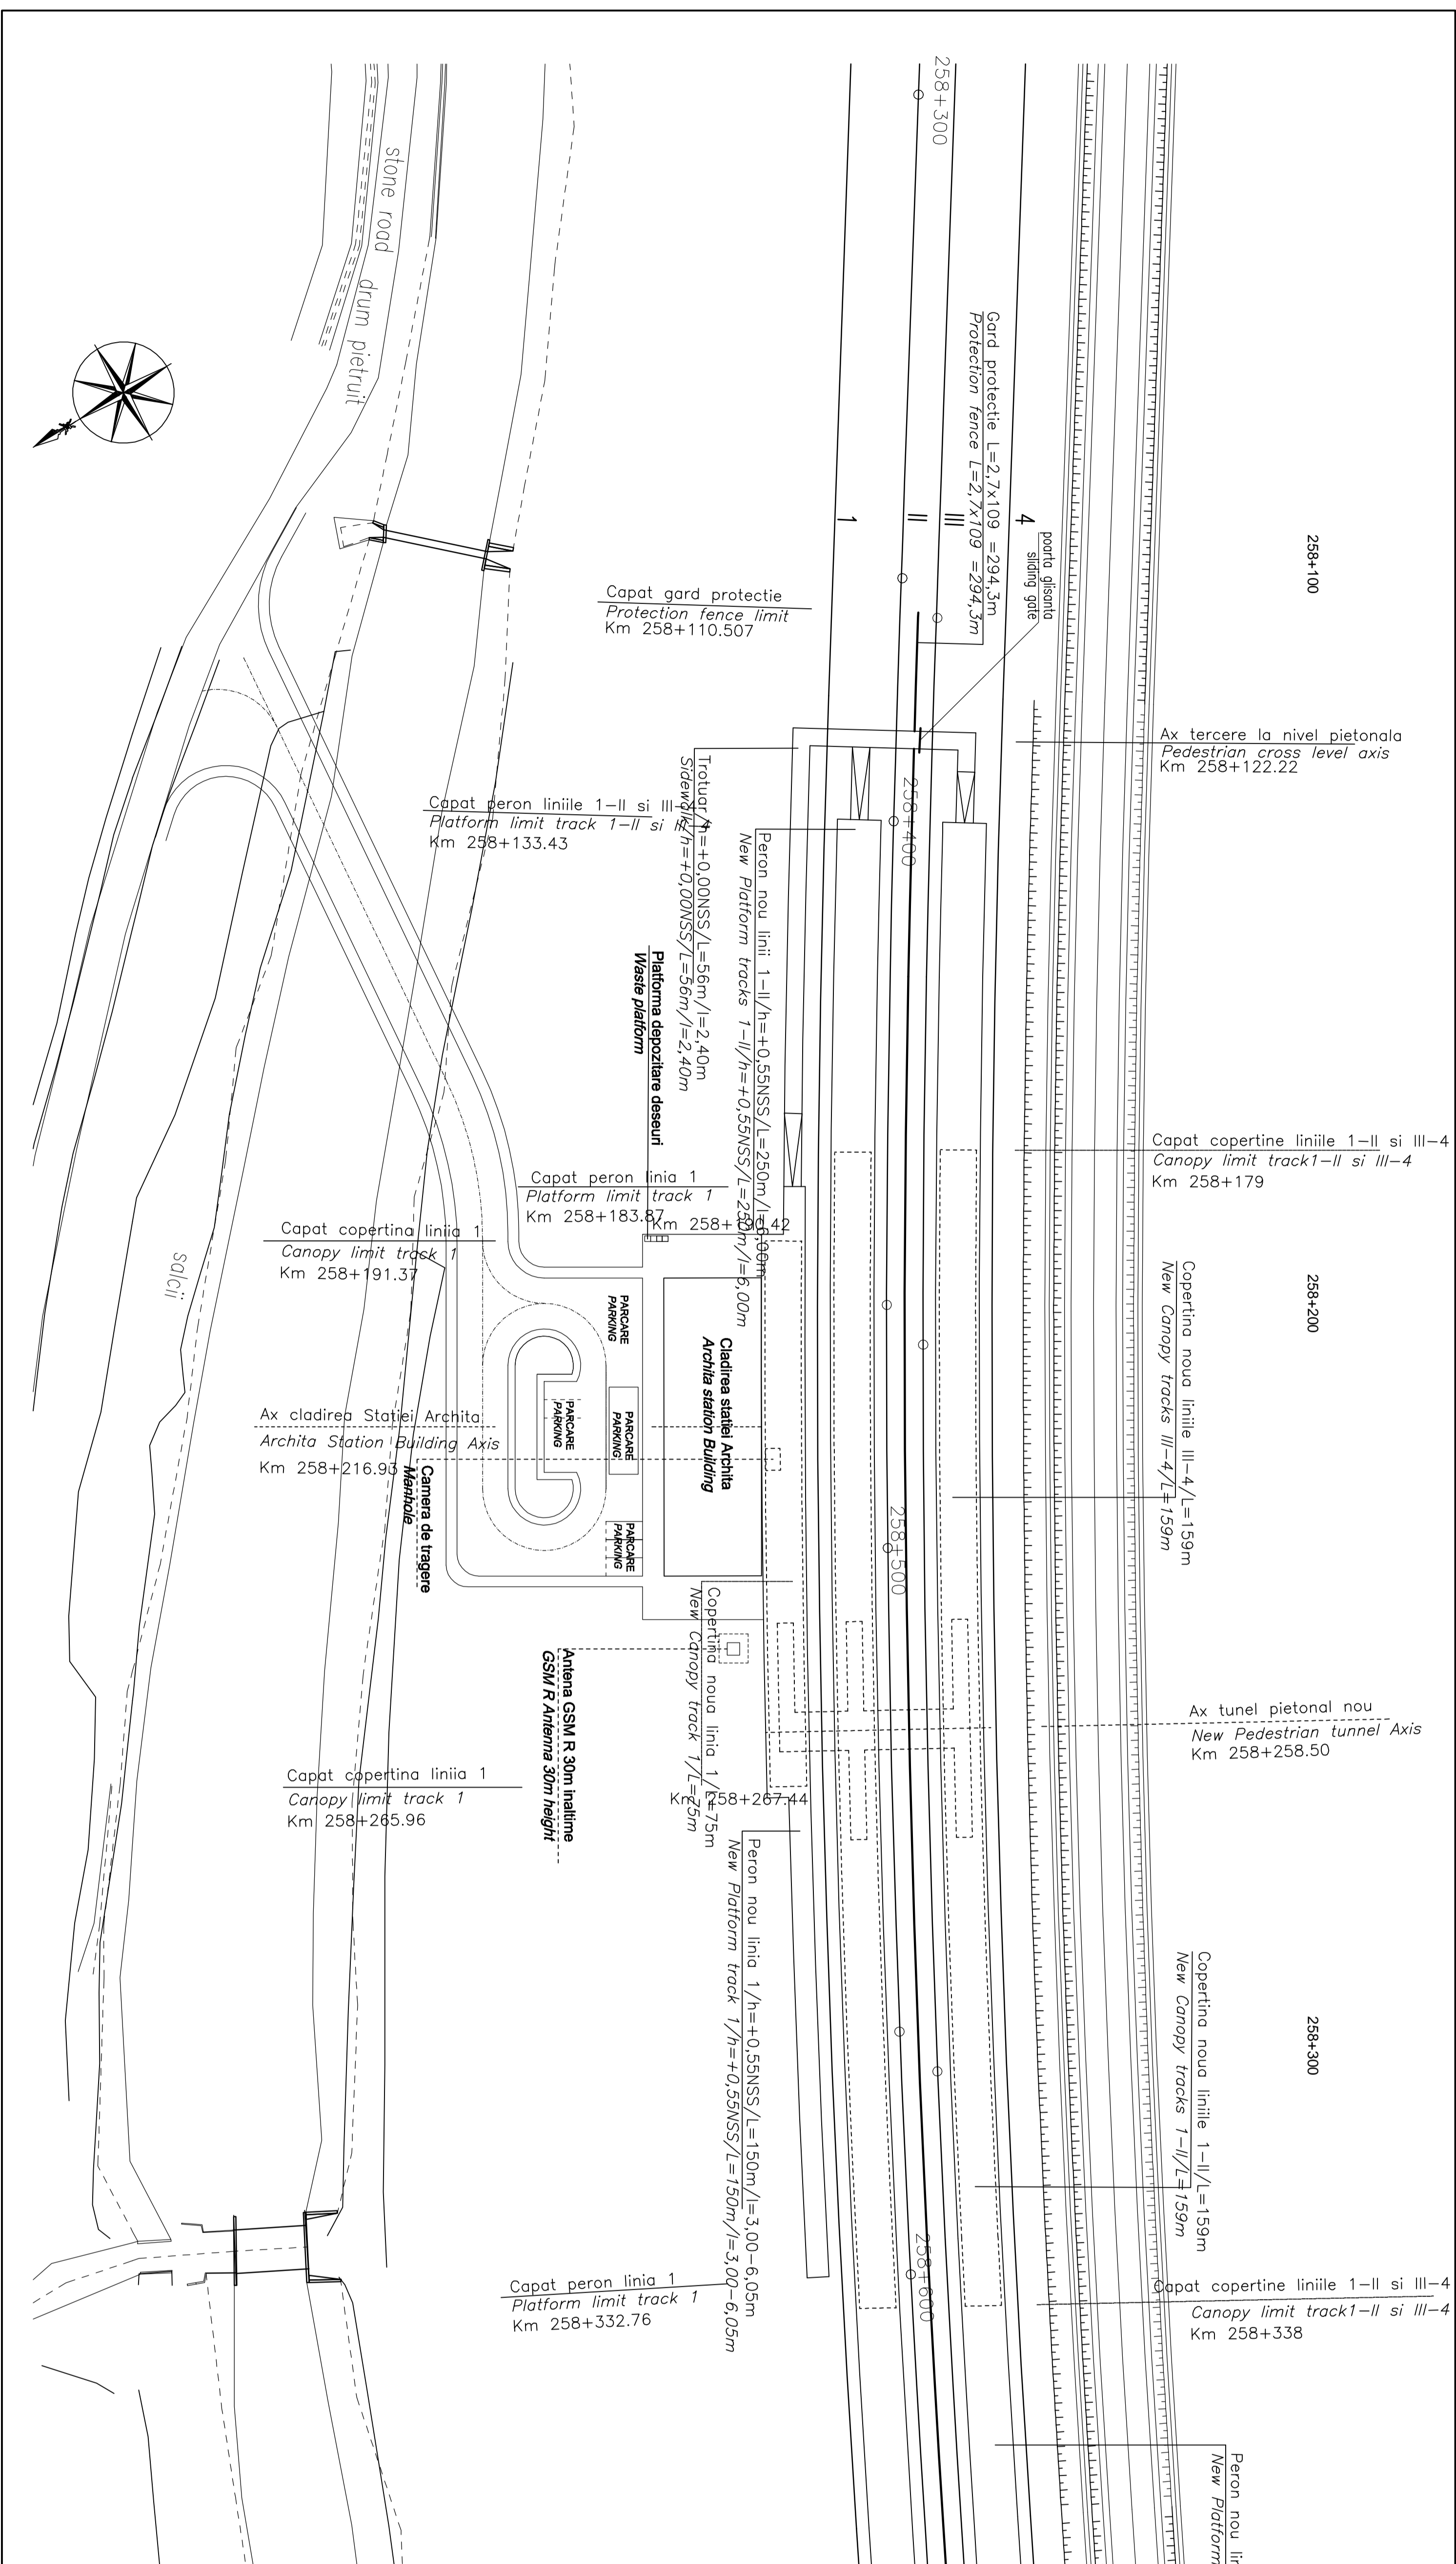 258+300
stone road
drum pietruit
Gard protectie L=2,7x109 =294,3m
Protection fence L=2,7x109 =294,3m
1
II
III
4
poarta glisanta
sliding gate
258+100
Capat gard protectie
Protection fence limit
Km 258+110.507
Ax tercere la nivel pietonala
Pedestrian cross level axis
Km 258+122.22
Capat peron liniile 1-II si III-4
Platform limit track 1-II si III-4
Km 258+133.43
Trotuar/h=+0,00NSS/L=56m/l=2,40m
Sidewalk/h=+0,00NSS/L=56m/l=2,40m
258+400
Peron nou linii 1-II/h=+0,55NSS/L=250m/l=6,00m
New Platform tracks 1-II/h=+0,55NSS/L=250m/l=6,00m
Platforma depozitare deseuri
Waste platform
Capat copertine liniile 1-II si III-4
Canopy limit track1-II si III-4
Km 258+179
Capat peron linia 1
Platform limit track 1
Km 258+183.87
Km 258+190.42
Capat copertina liniia 1
Canopy limit track 1
Km 258+191.37
salcii
258+200
Copertina noua liniile III-4/L=159m
New Canopy tracks III-4/L=159m
PARCARE
PARKING
PARCARE
PARKING
PARCARE
PARKING
PARCARE
PARKING
Cladirea statiei Archita
Archita station Building
Ax cladirea Statiei Archita
Archita Station Building Axis
Km 258+216.93
Camera de tragere
Manhole
258+500
Copertina noua linia 1/L=75m
New Canopy track 1/L=75m
Antena GSM R 30m inaltime
GSM R Antenna 30m height
Ax tunel pietonal nou
New Pedestrian tunnel Axis
Km 258+258.50
Capat copertina liniia 1
Canopy limit track 1
Km 258+265.96
Km 258+267.44
Peron nou linia 1/h=+0,55NSS/L=150m/l=3,00-6,05m
New Platform track 1/h=+0,55NSS/L=150m/l=3,00-6,05m
258+300
Copertina noua liniile 1-II/L=159m
New Canopy tracks 1-II/L=159m
258+600
Capat peron linia 1
Platform limit track 1
Km 258+332.76
Capat copertine liniile 1-II si III-4
Canopy limit track1-II si III-4
Km 258+338
Peron nou
New Platform